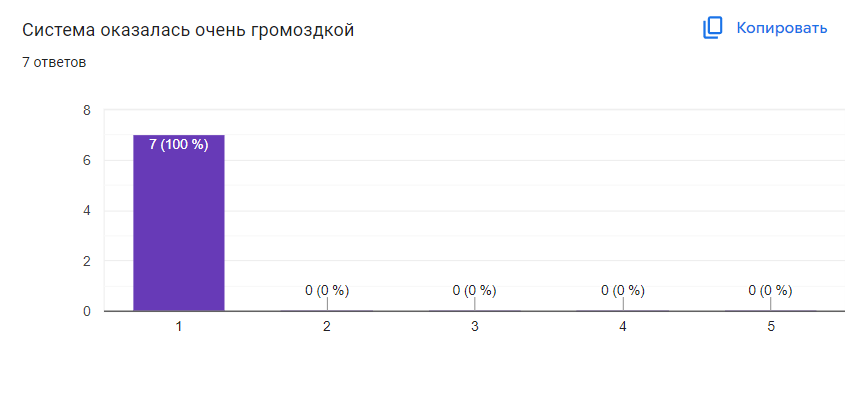 Система оказалась очень громоздкой
Копировать
7 ответов
8
6
4
2
0
7 (100 %)
0 (0 %)
0 (0 %)
0 (0 %)
0 (0 %)
1
2
3
4
5